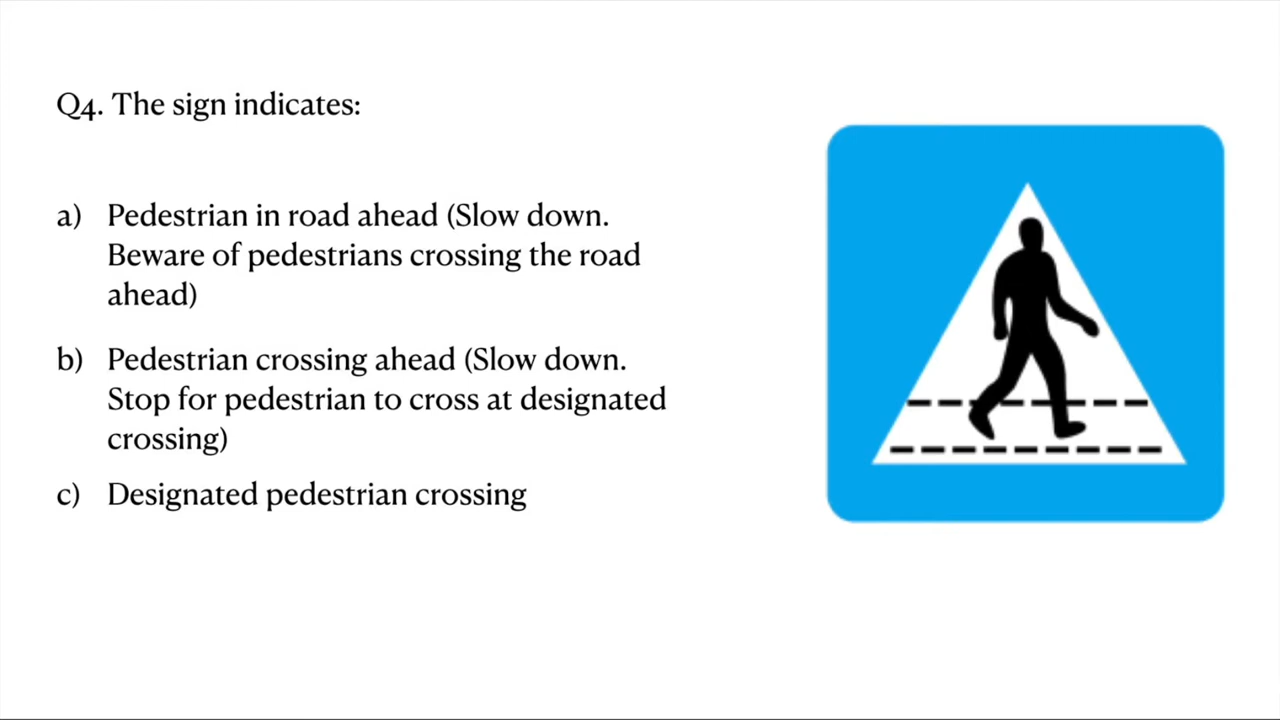 Q4. The sign indicates:
a) Pedestrian in road ahead (Slow down.
Beware of pedestrians crossing the road
ahead)
b) Pedestrian crossing ahead (Slow down.
Stop for pedestrian to cross at designated
crossing)
c) Designated pedestrian crossing